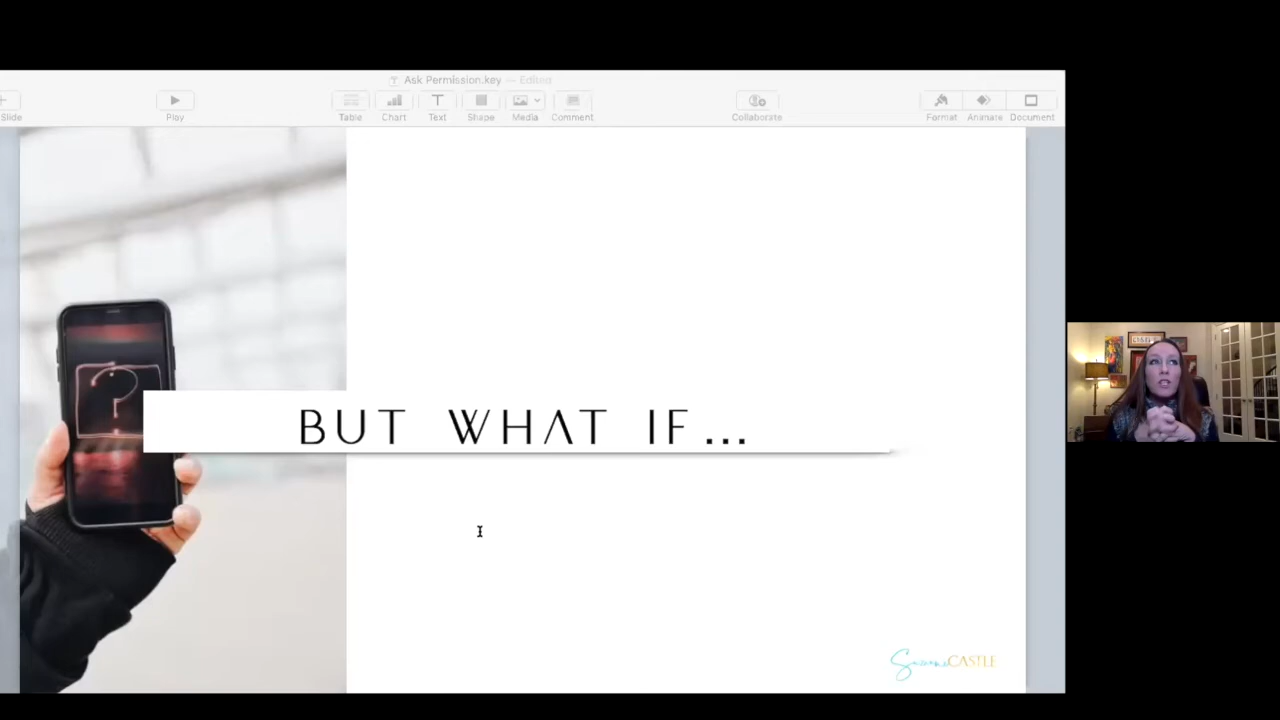 Ask Permission.key — Edited
Slide
Play
Table
Chart
Text
Shape
Media
Comment
Collaborate
Format
Animate
Document
?
BUT WHAT IF...
CASTLE